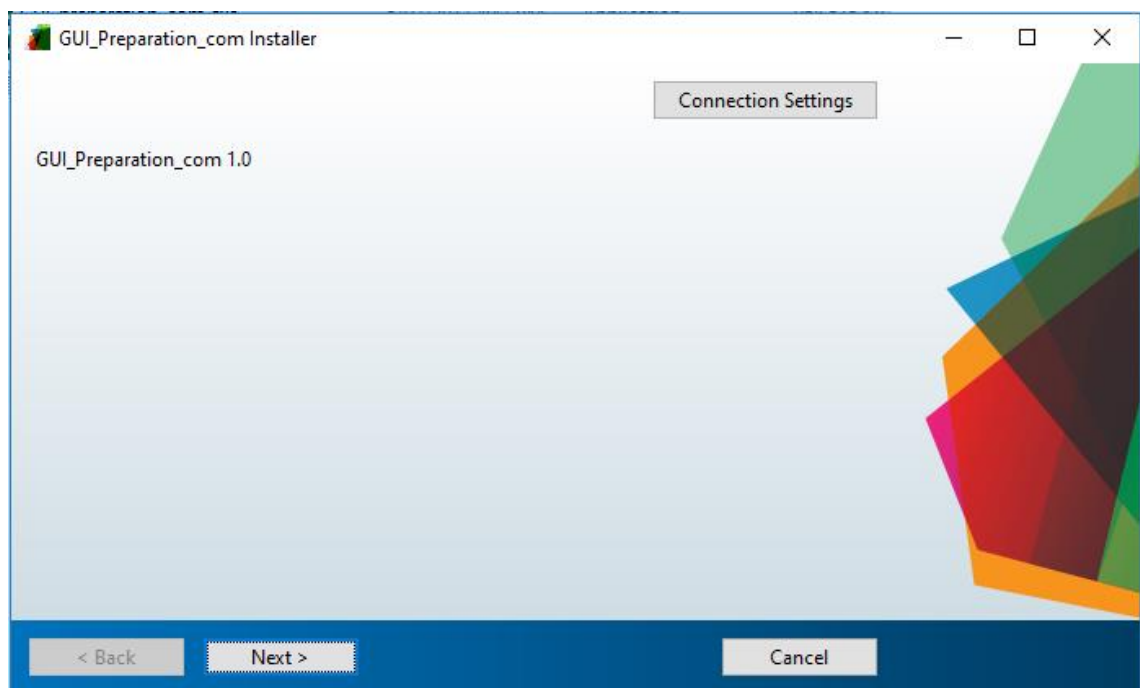 GUI_Preparation_com Installer
Connection Settings
GUI_Preparation_com 1.0
< Back
Next >
Cancel